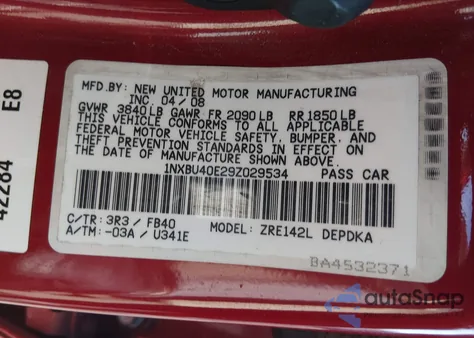 MFD.BY: NEW UNITED MOTOR MANUFACTURING
INC. 04/08
GVWR 3840LB GAWR FR 2090LB RR1850LB
THIS VEHICLE CONFORMS TO ALL APPLICABLE
FEDERAL MOTOR VEHICLE SAFETY, BUMPER, AND
THEFT PREVENTION STANDARDS IN EFFECT ON
THE DATE OF MANUFACTURE SHOWN ABOVE.
1NXBU40E29Z029534 PASS CAR
C/TR: 3R3 / FB40
A/TM: -03A / U341E
MODEL: ZRE142L DEPDKA
BA4532371
42284 E8
autoSnap